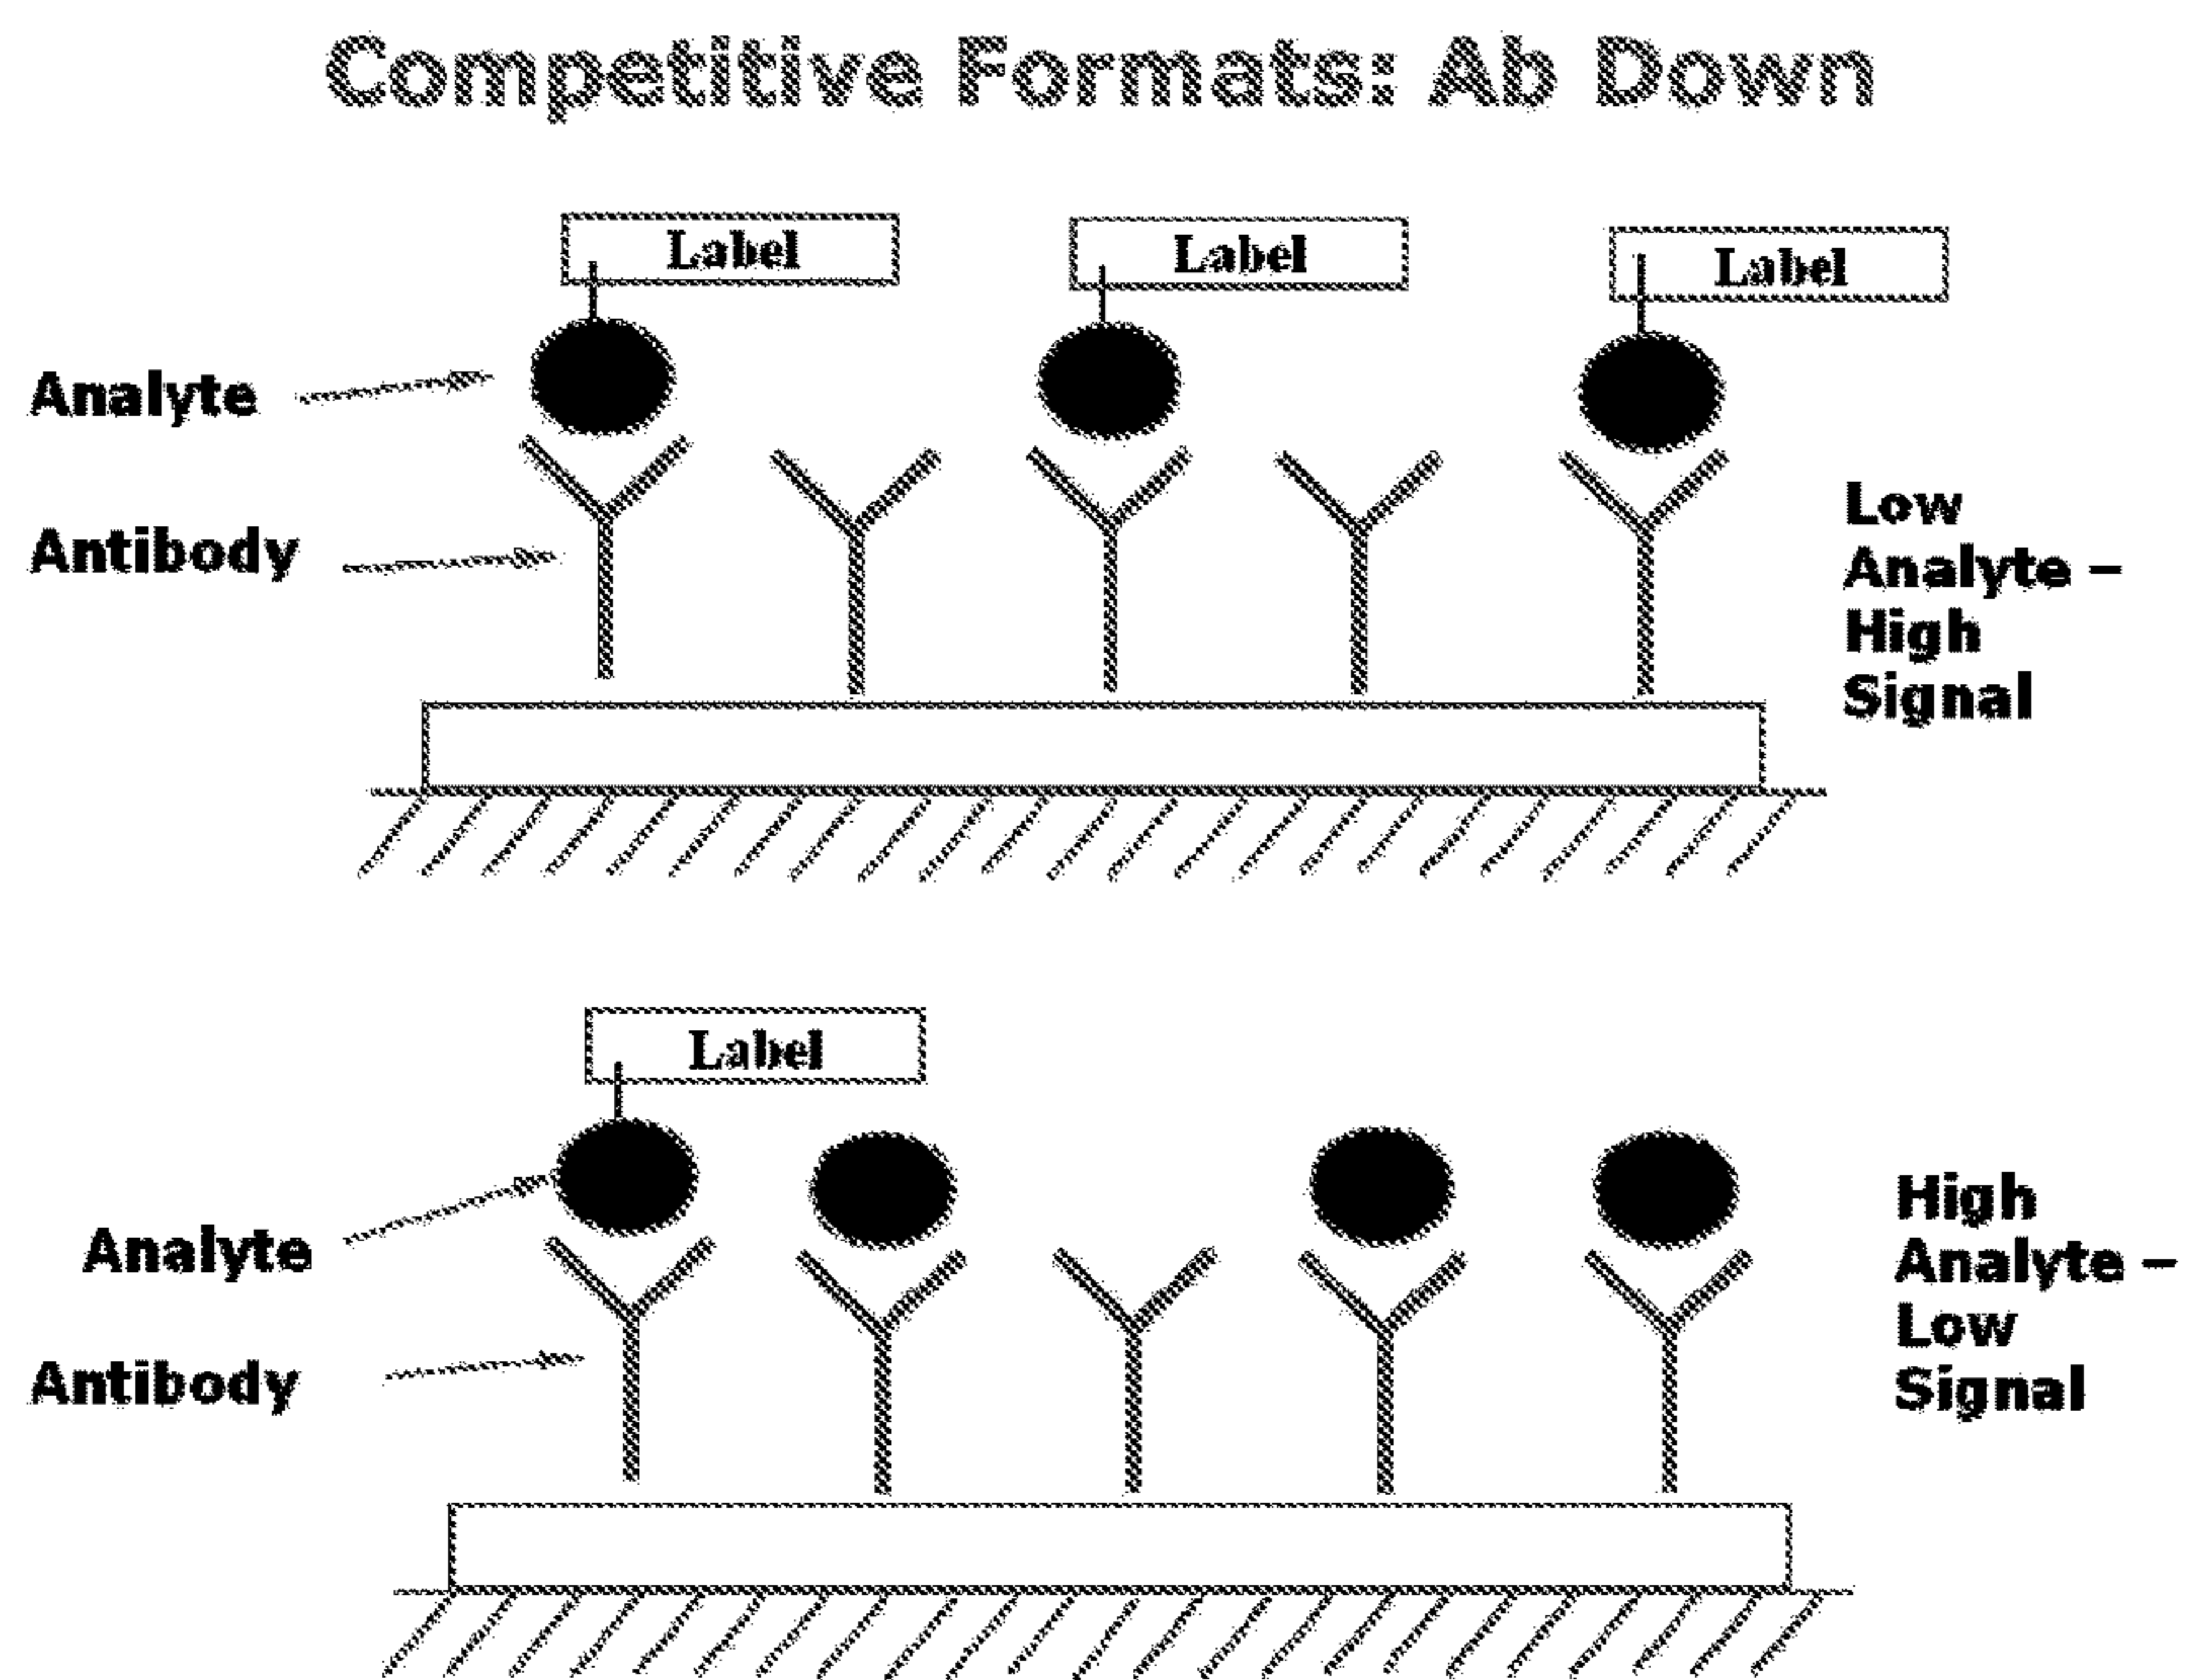 Competitive Formats: Ab Down
Label
Label
Label
Analyte
Antibody
Low
Analyte –
High
Signal
Label
Analyte
Antibody
High
Analyte –
Low
Signal